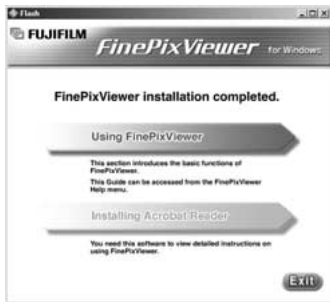 Flash
FUJIFILM
FinePixViewer for Windows
FinePixViewer installation completed.
Using FinePixViewer
This section introduces the basic functions of
FinePixViewer.
This Guide can be accessed from the FinePixViewer
Help menu.
Installing Acrobat Reader
You need this software to view detailed instructions on
using FinePixViewer.
Exit